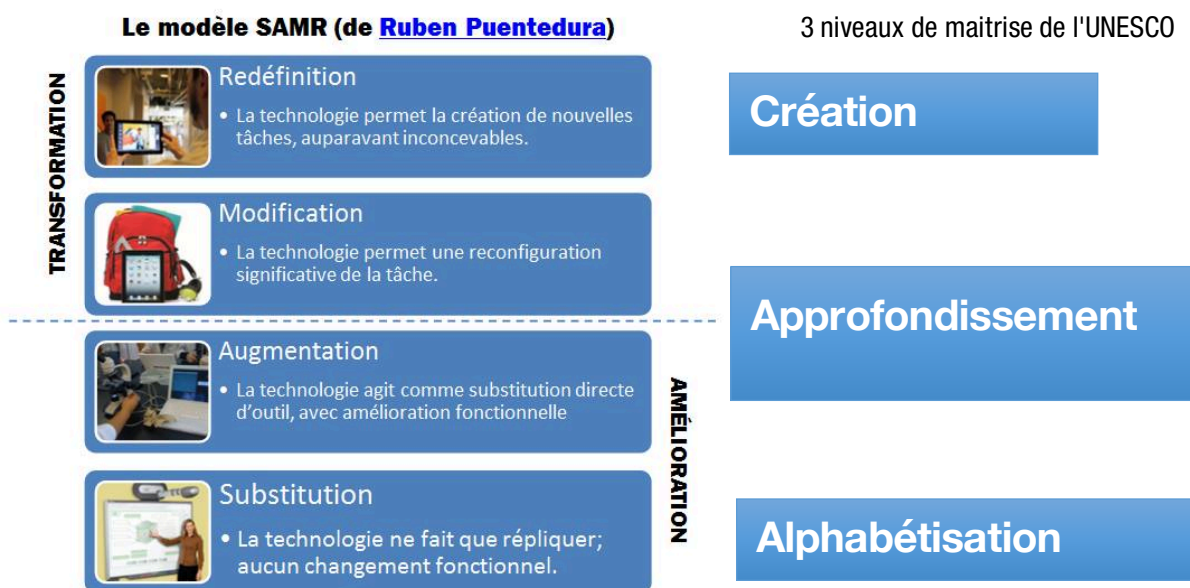 Le modèle SAMR (de Ruben Puentedura)
3 niveaux de maitrise de l'UNESCO
TRANSFORMATION
Redéfinition
• La technologie permet la création de nouvelles
tâches, auparavant inconcevables.
Modification
• La technologie permet une reconfiguration
significative de la tâche.
Augmentation
• La technologie agit comme substitution directe
d'outil, avec amélioration fonctionnelle
Substitution
• La technologie ne fait que répliquer;
aucun changement fonctionnel.
AMÉLIORATION
Création
Approfondissement
Alphabétisation